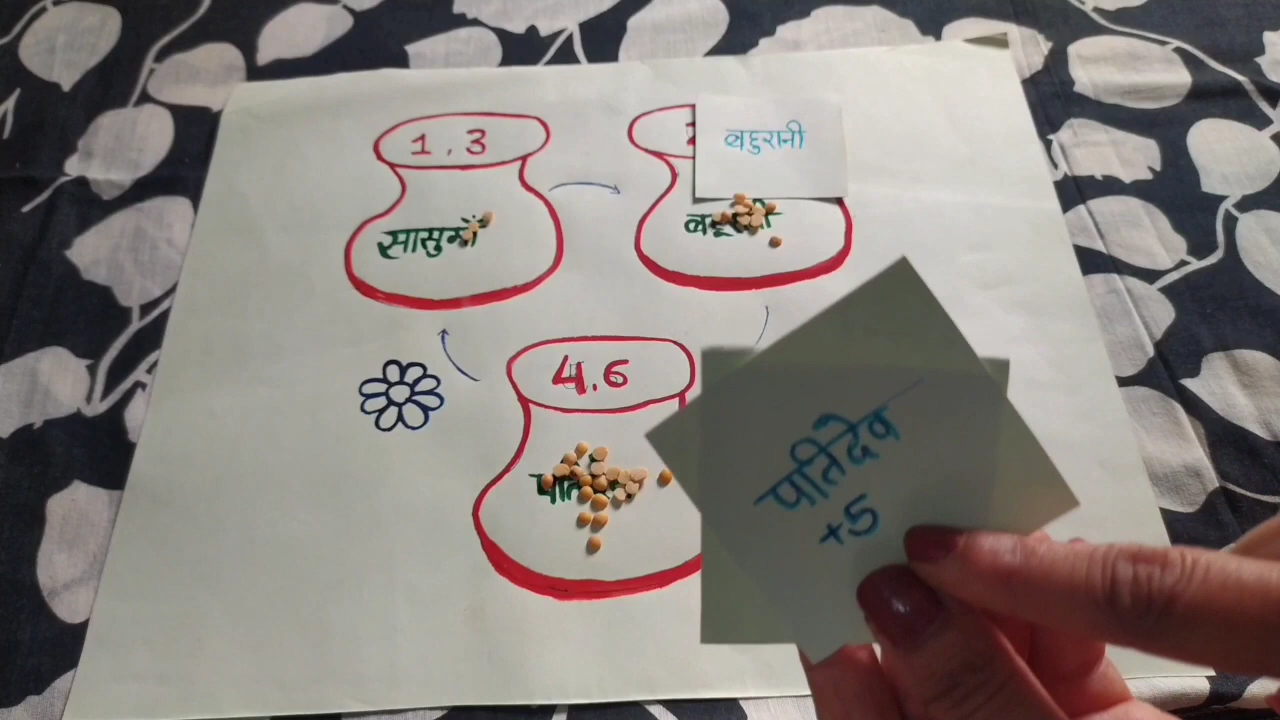 1.3
बहुरानी
सासुमाँ
4.6
पतिदेव
+5